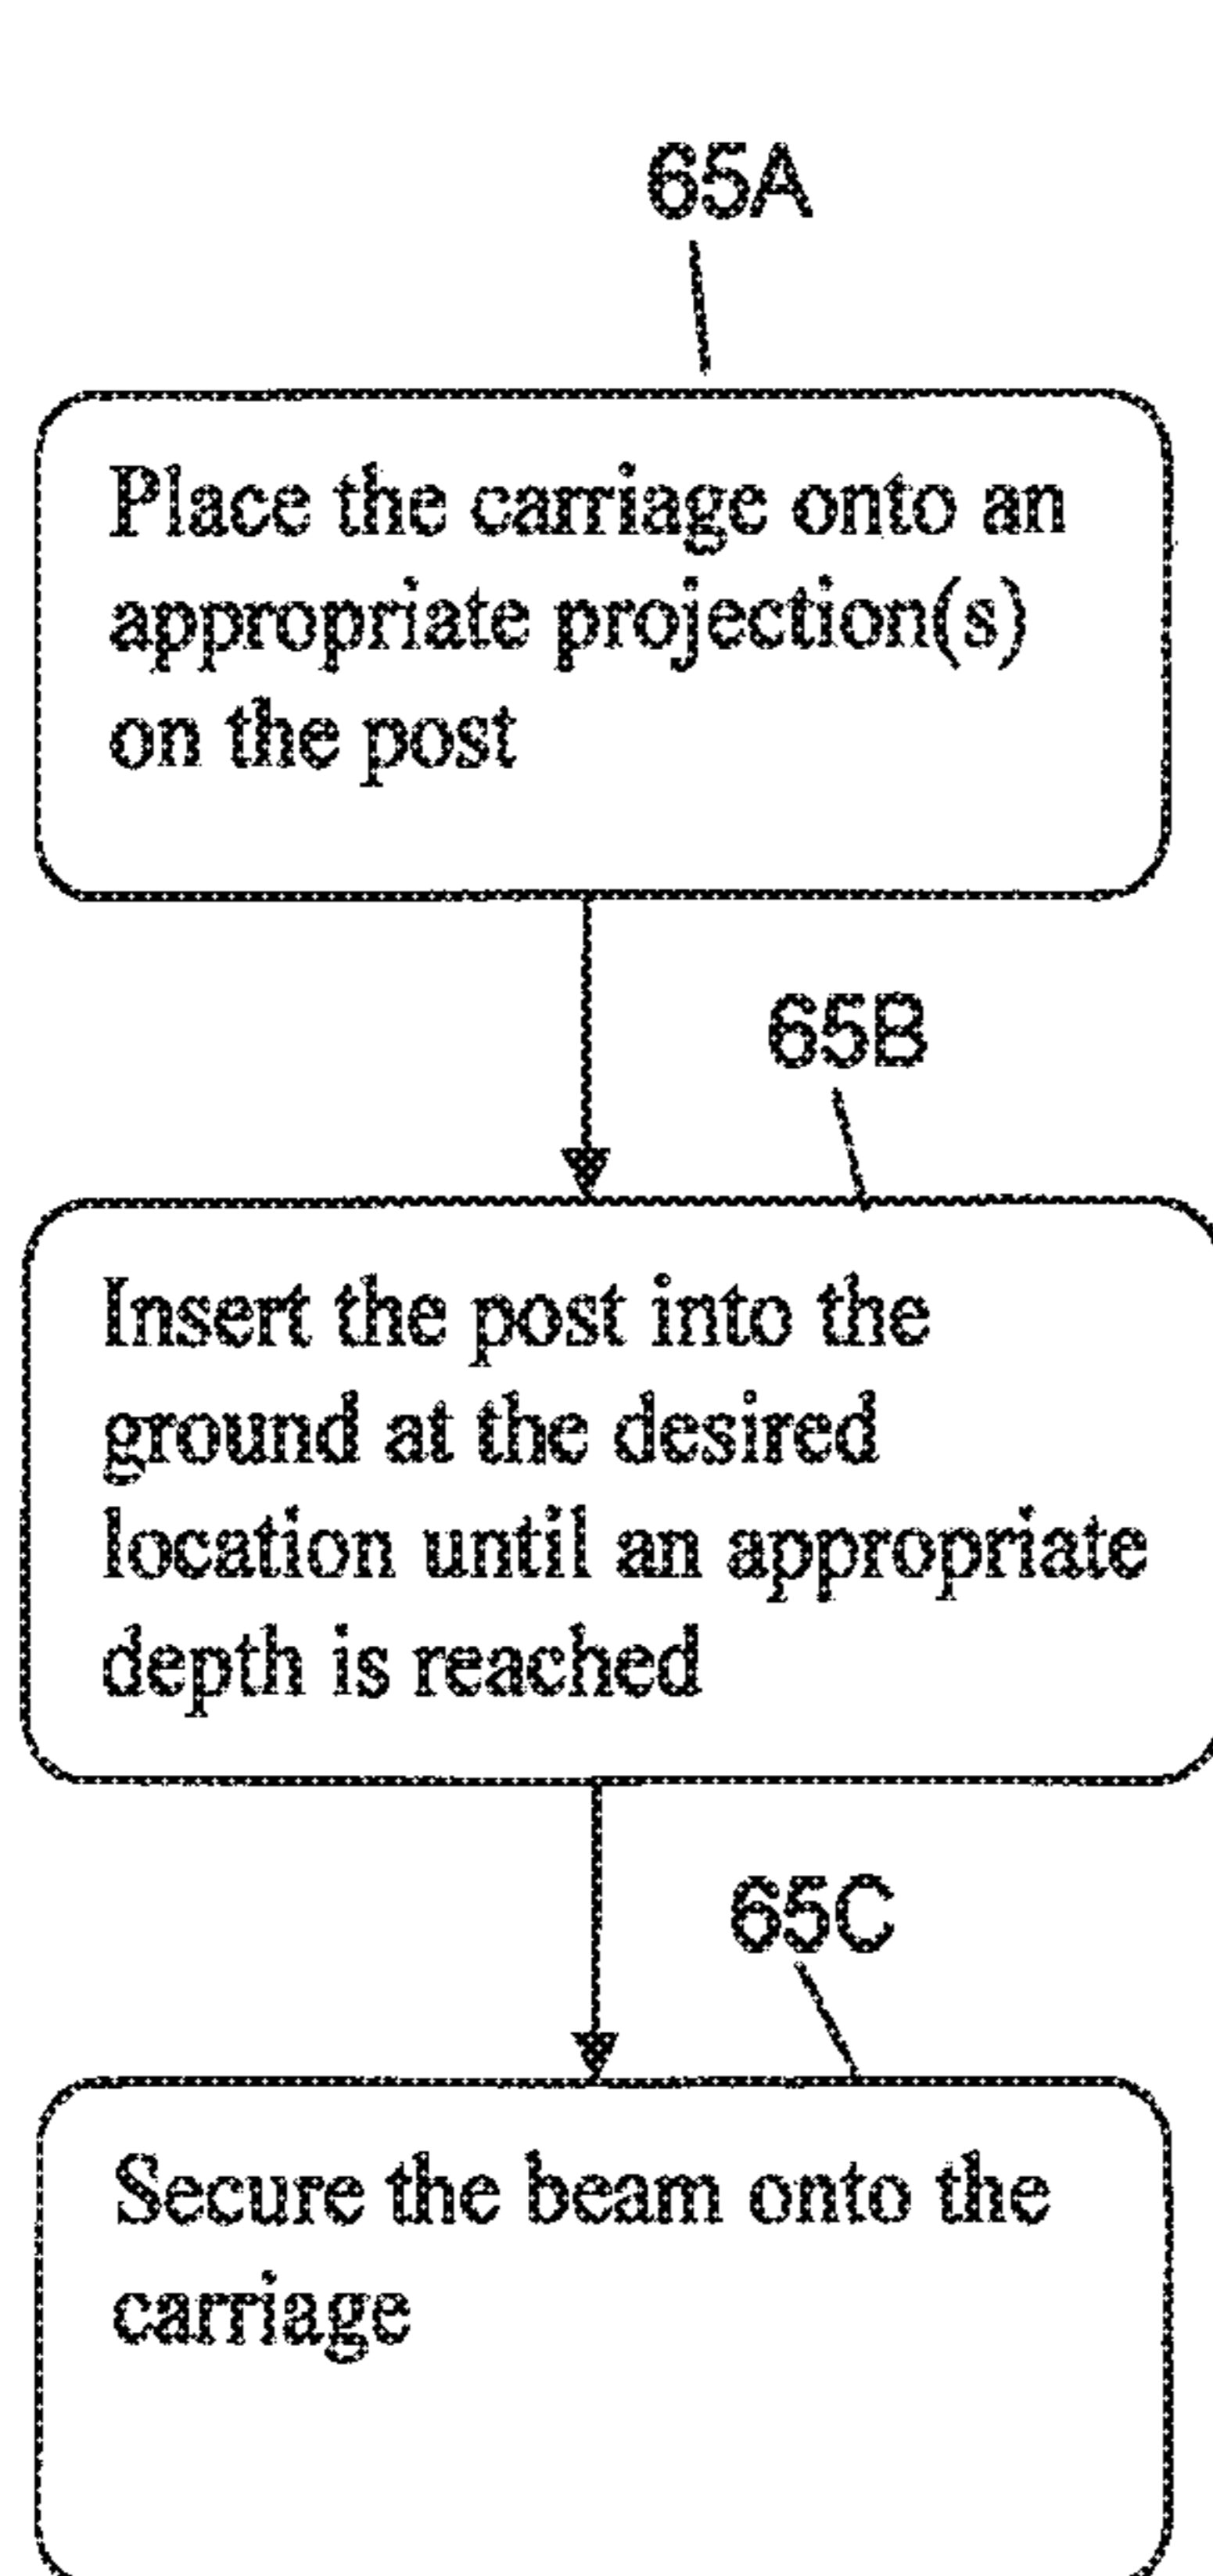 65A
Place the carriage onto an
appropriate projection(s)
on the post
65B
Insert the post into the
ground at the desired
location until an appropriate
depth is reached
65C
Secure the beam onto the
carriage